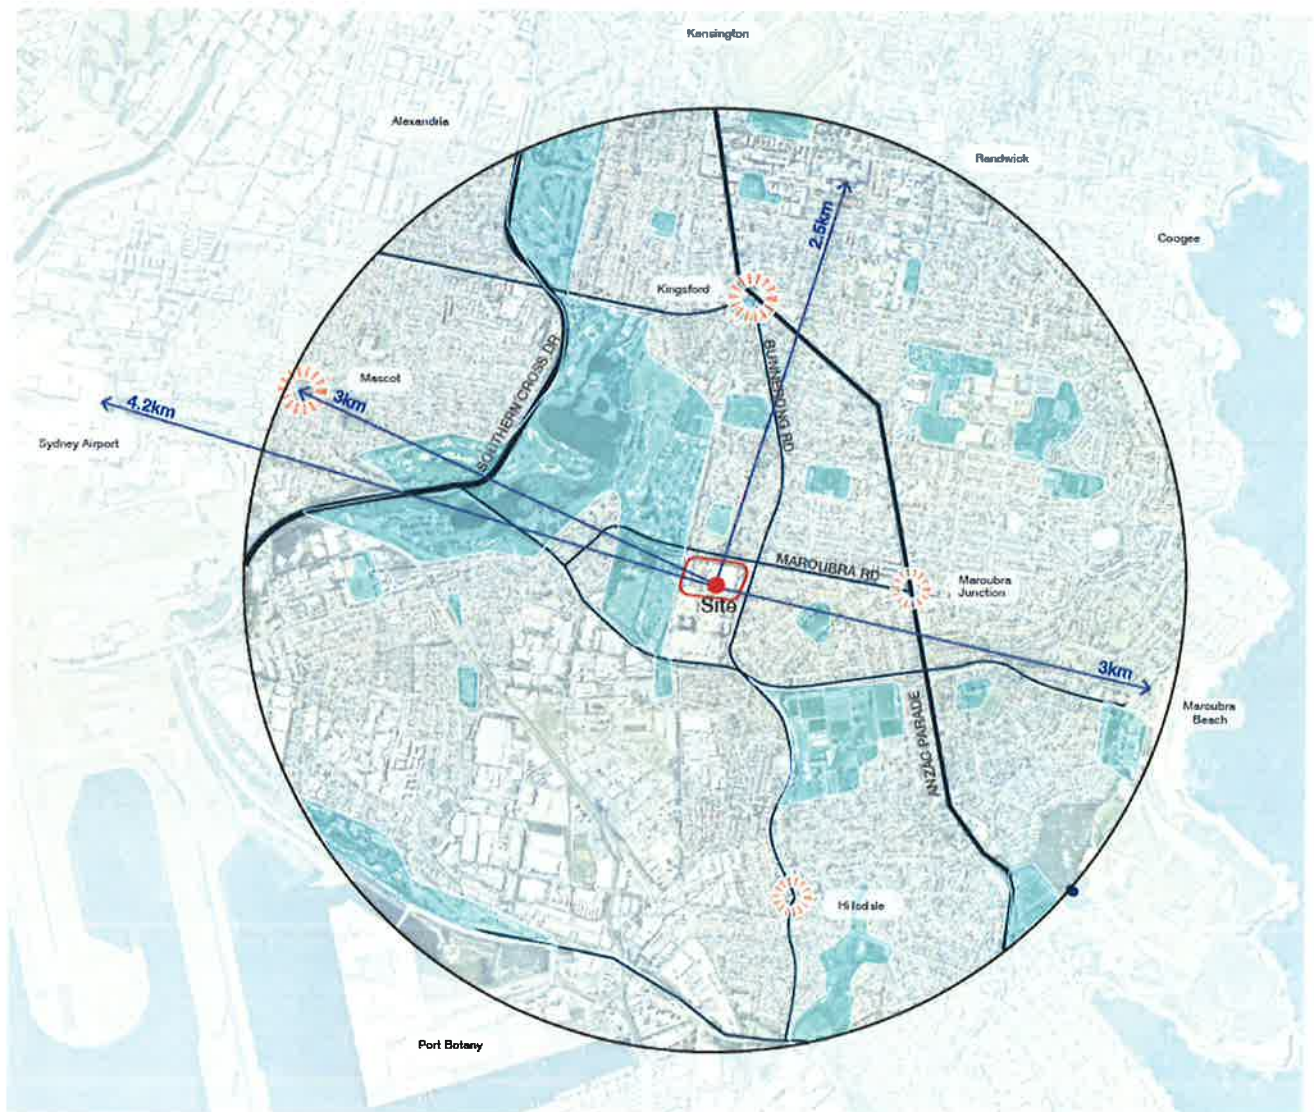 Kensington
Alexandria
Randwick
Coogee
2.5km
Kingsford
BUNNERONG RD
SOUTHERN CROSS DR
Mascot
3km
4.2km
Sydney Airport
MAROUBRA RD
Maroubra
Junction
Site
3km
Maroubra
Beach
ANZAC PARADE
Hillsdale
Port Botany